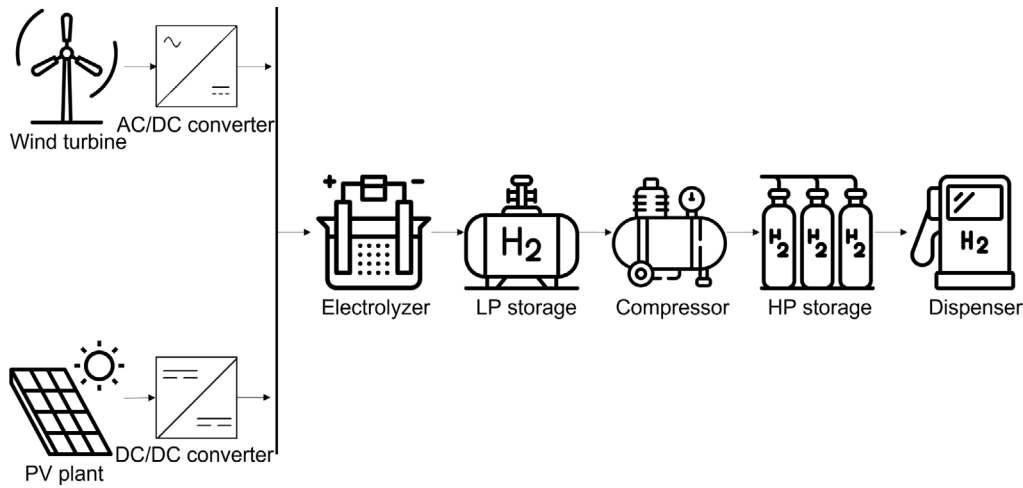 Wind turbine
AC/DC converter
+ −
H2
H2 H2 H2
H2
Electrolyzer
LP storage
Compressor
HP storage
Dispenser
PV plant
DC/DC converter